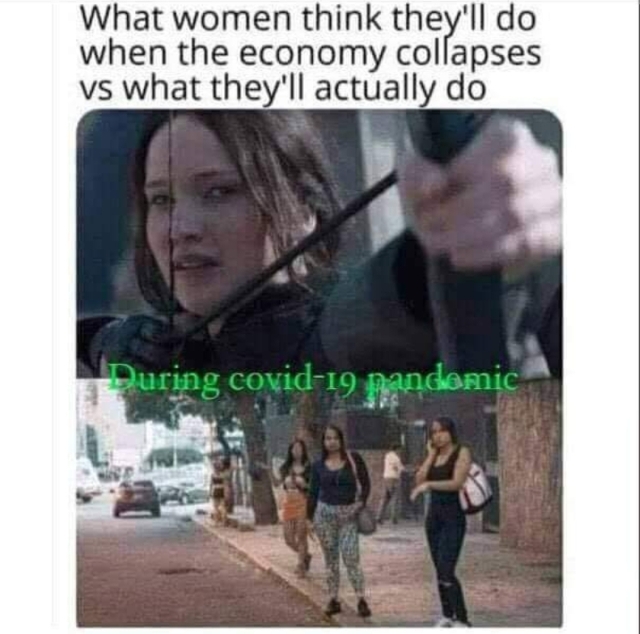 What women think they'll do
when the economy collapses
vs what they'll actually do
During covid-19 pandemic